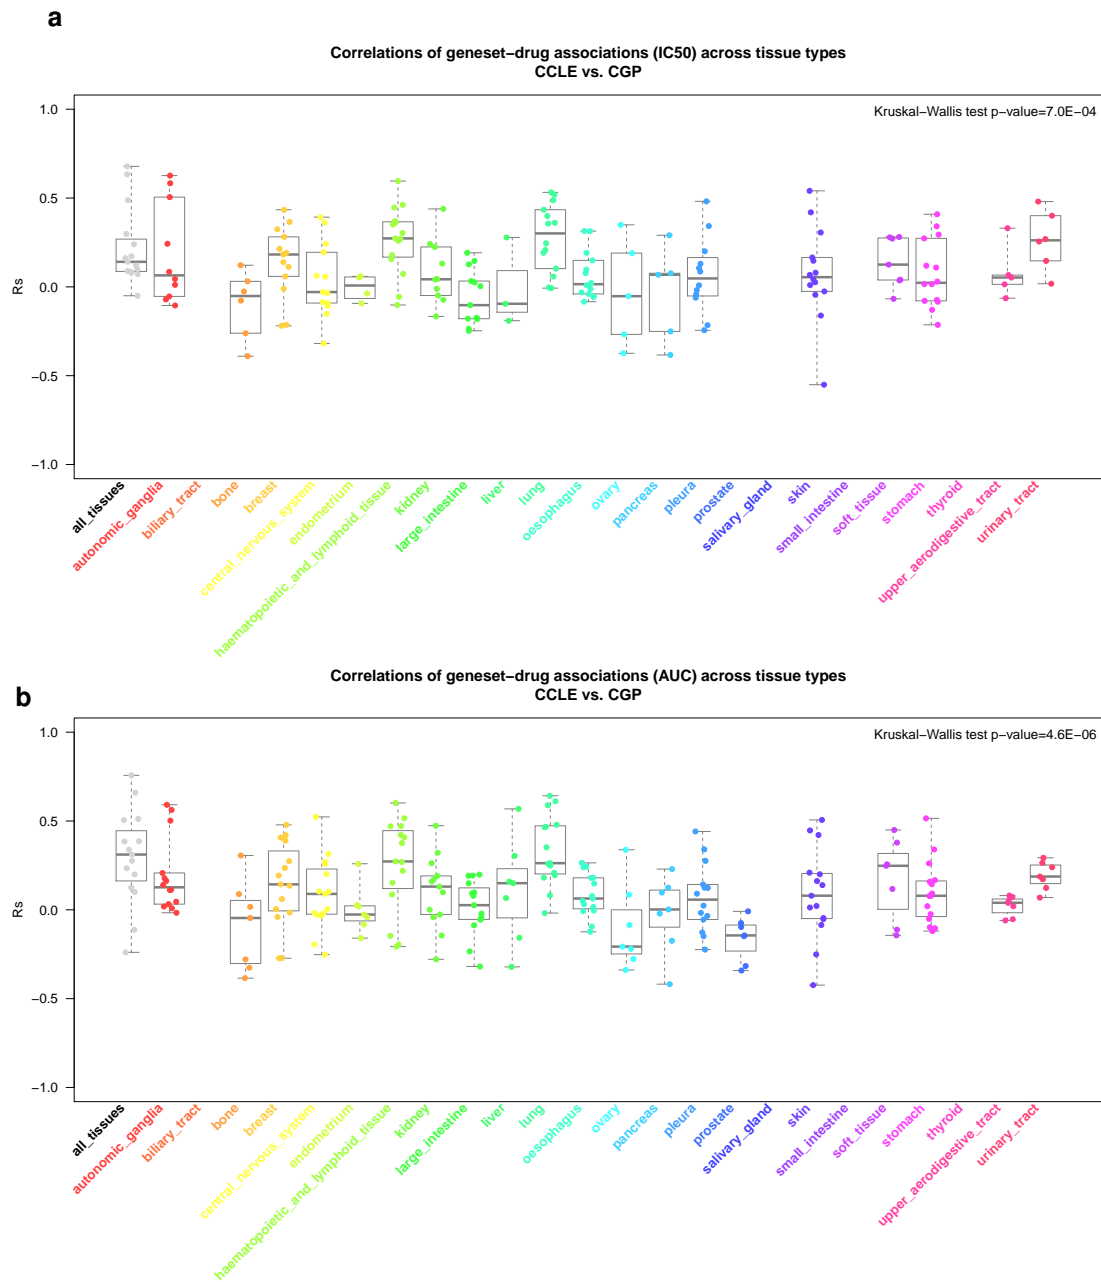 a
Correlations of geneset−drug associations (IC50) across tissue types
CCLE vs. CGP
Kruskal−Wallis test p−value=7.0E−04
Rs
1.0
0.5
0.0
−0.5
−1.0
all_tissues
autonomic_ganglia
biliary_tract
bone
breast
central_nervous_system
endometrium
haematopoietic_and_lymphoid_tissue
kidney
large_intestine
liver
lung
oesophagus
ovary
pancreas
pleura
prostate
salivary_gland
skin
small_intestine
soft_tissue
stomach
thyroid
upper_aerodigestive_tract
urinary_tract
b
Correlations of geneset−drug associations (AUC) across tissue types
CCLE vs. CGP
Kruskal−Wallis test p−value=4.6E−06
Rs
1.0
0.5
0.0
−0.5
−1.0
all_tissues
autonomic_ganglia
biliary_tract
bone
breast
central_nervous_system
endometrium
haematopoietic_and_lymphoid_tissue
kidney
large_intestine
liver
lung
oesophagus
ovary
pancreas
pleura
prostate
salivary_gland
skin
small_intestine
soft_tissue
stomach
thyroid
upper_aerodigestive_tract
urinary_tract